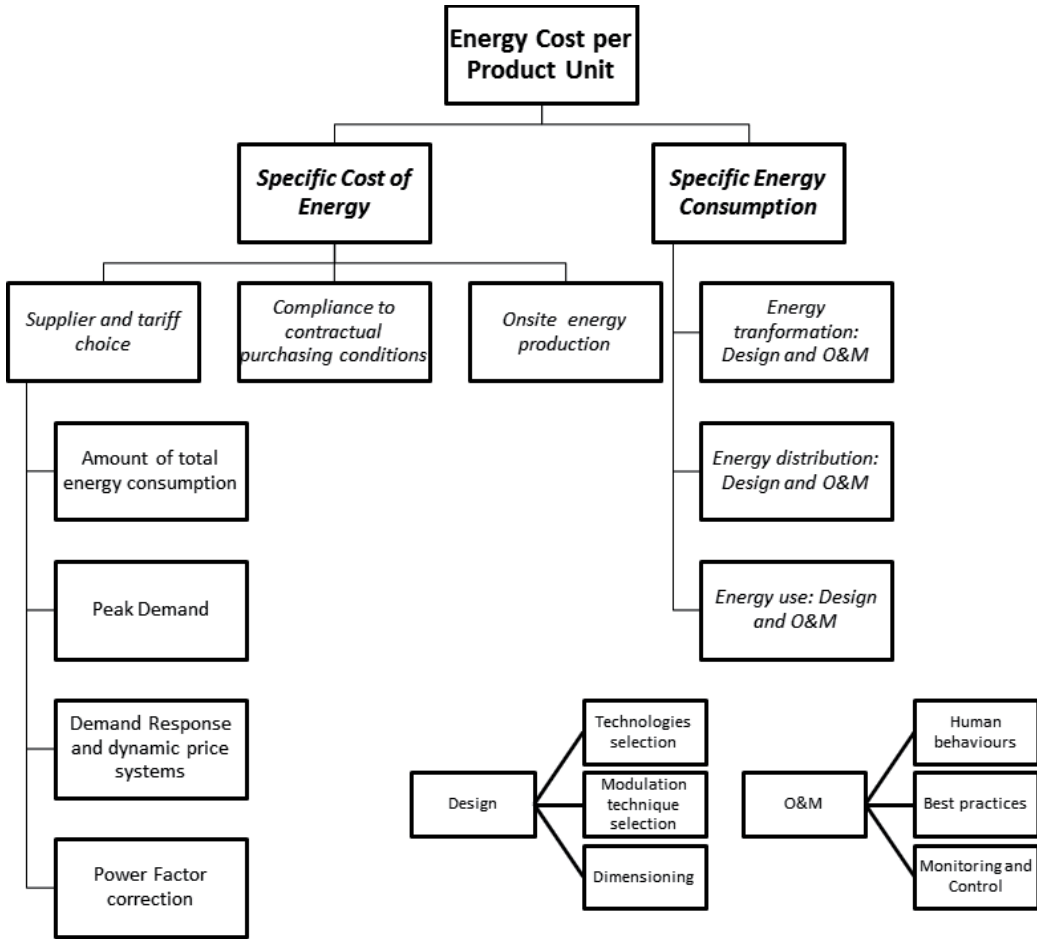 Energy Cost per
Product Unit
Specific Cost of
Energy
Specific Energy
Consumption
Supplier and tariff
choice
Compliance to
contractual
purchasing conditions
Onsite energy
production
Energy
tranformation:
Design and O&M
Amount of total
energy consumption
Energy distribution:
Design and O&M
Peak Demand
Energy use: Design
and O&M
Demand Response
and dynamic price
systems
Power Factor
correction
Design
Technologies
selection
Modulation
technique
selection
Dimensioning
O&M
Human
behaviours
Best practices
Monitoring and
Control